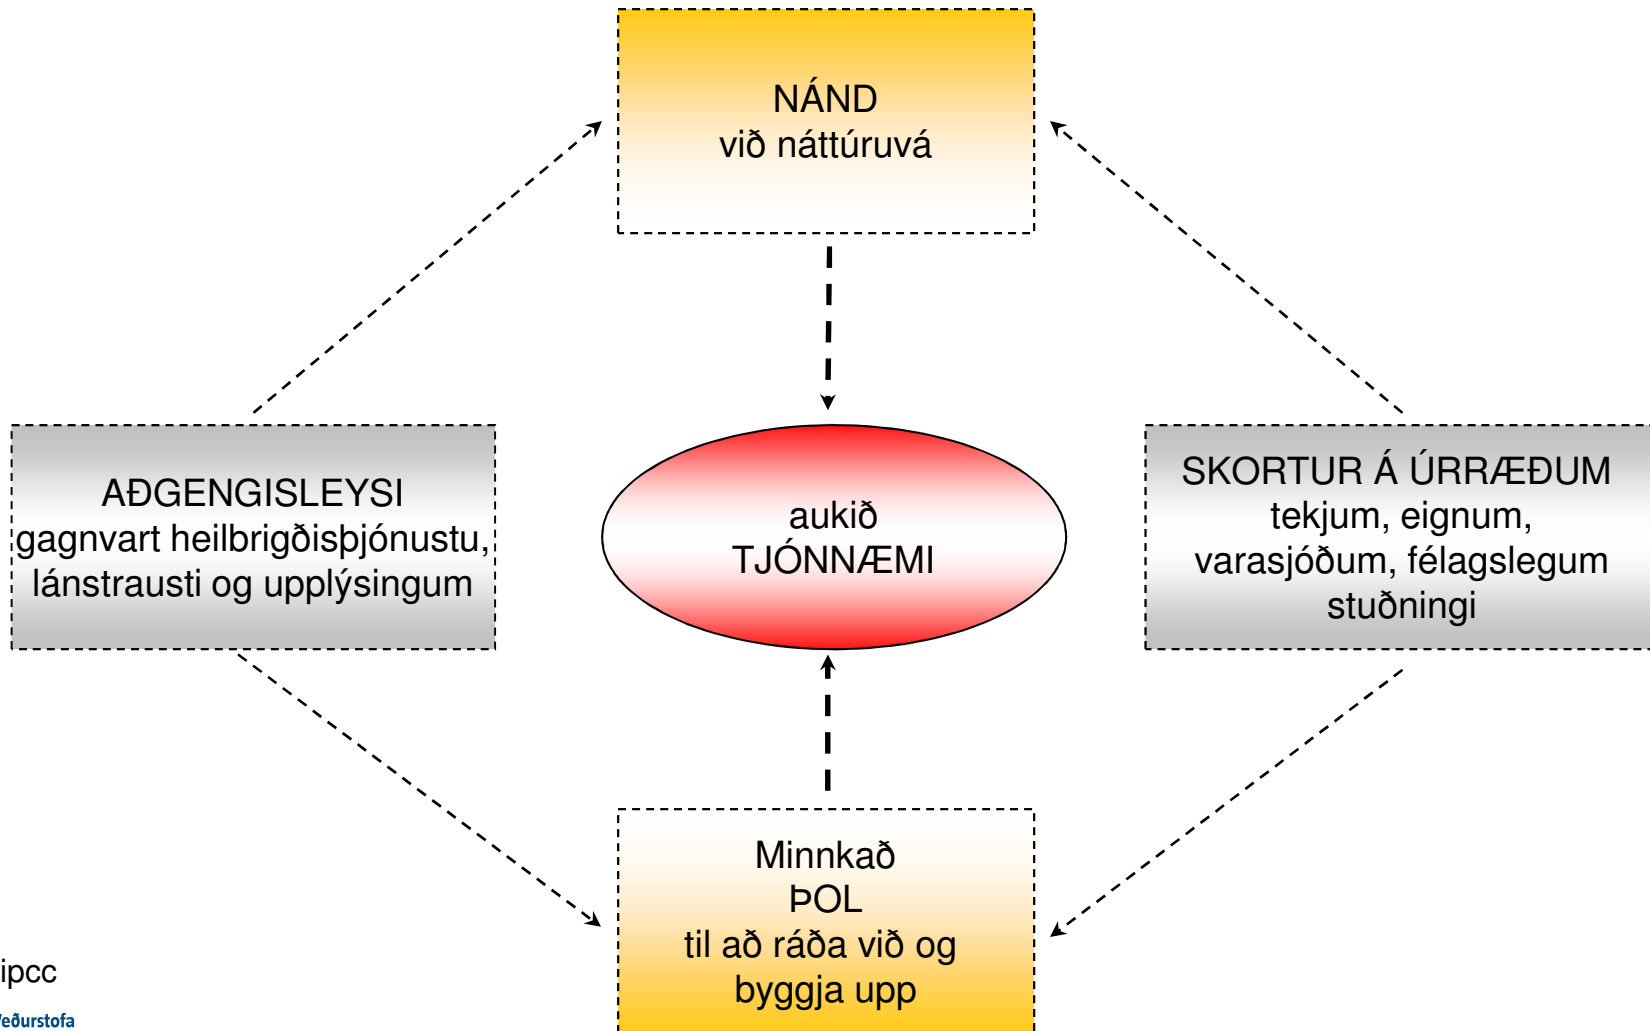 NÁND
við náttúruvá
AÐGENGISLEYSI
gagnvart heilbrigðisþjónustu,
lánstrausti og upplýsingum
aukið
TJÓNNÆMI
SKORTUR Á ÚRRÆÐUM
tekjum, eignum,
varasjóðum, félagslegum
stuðningi
Minnkað
ÞOL
til að ráða við og
byggja upp
ipcc
Veðurstofa